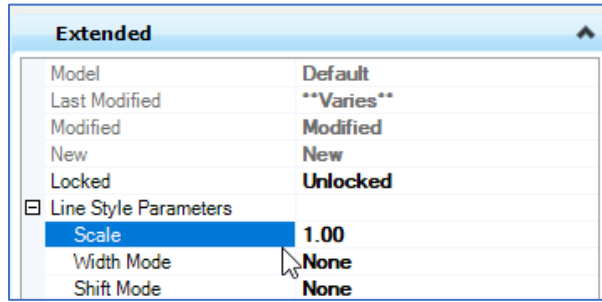 Extended
Model Default
Last Modified **Varies**
Modified Modified
New New
Locked Unlocked
Line Style Parameters
Scale 1.00
Width Mode None
Shift Mode None